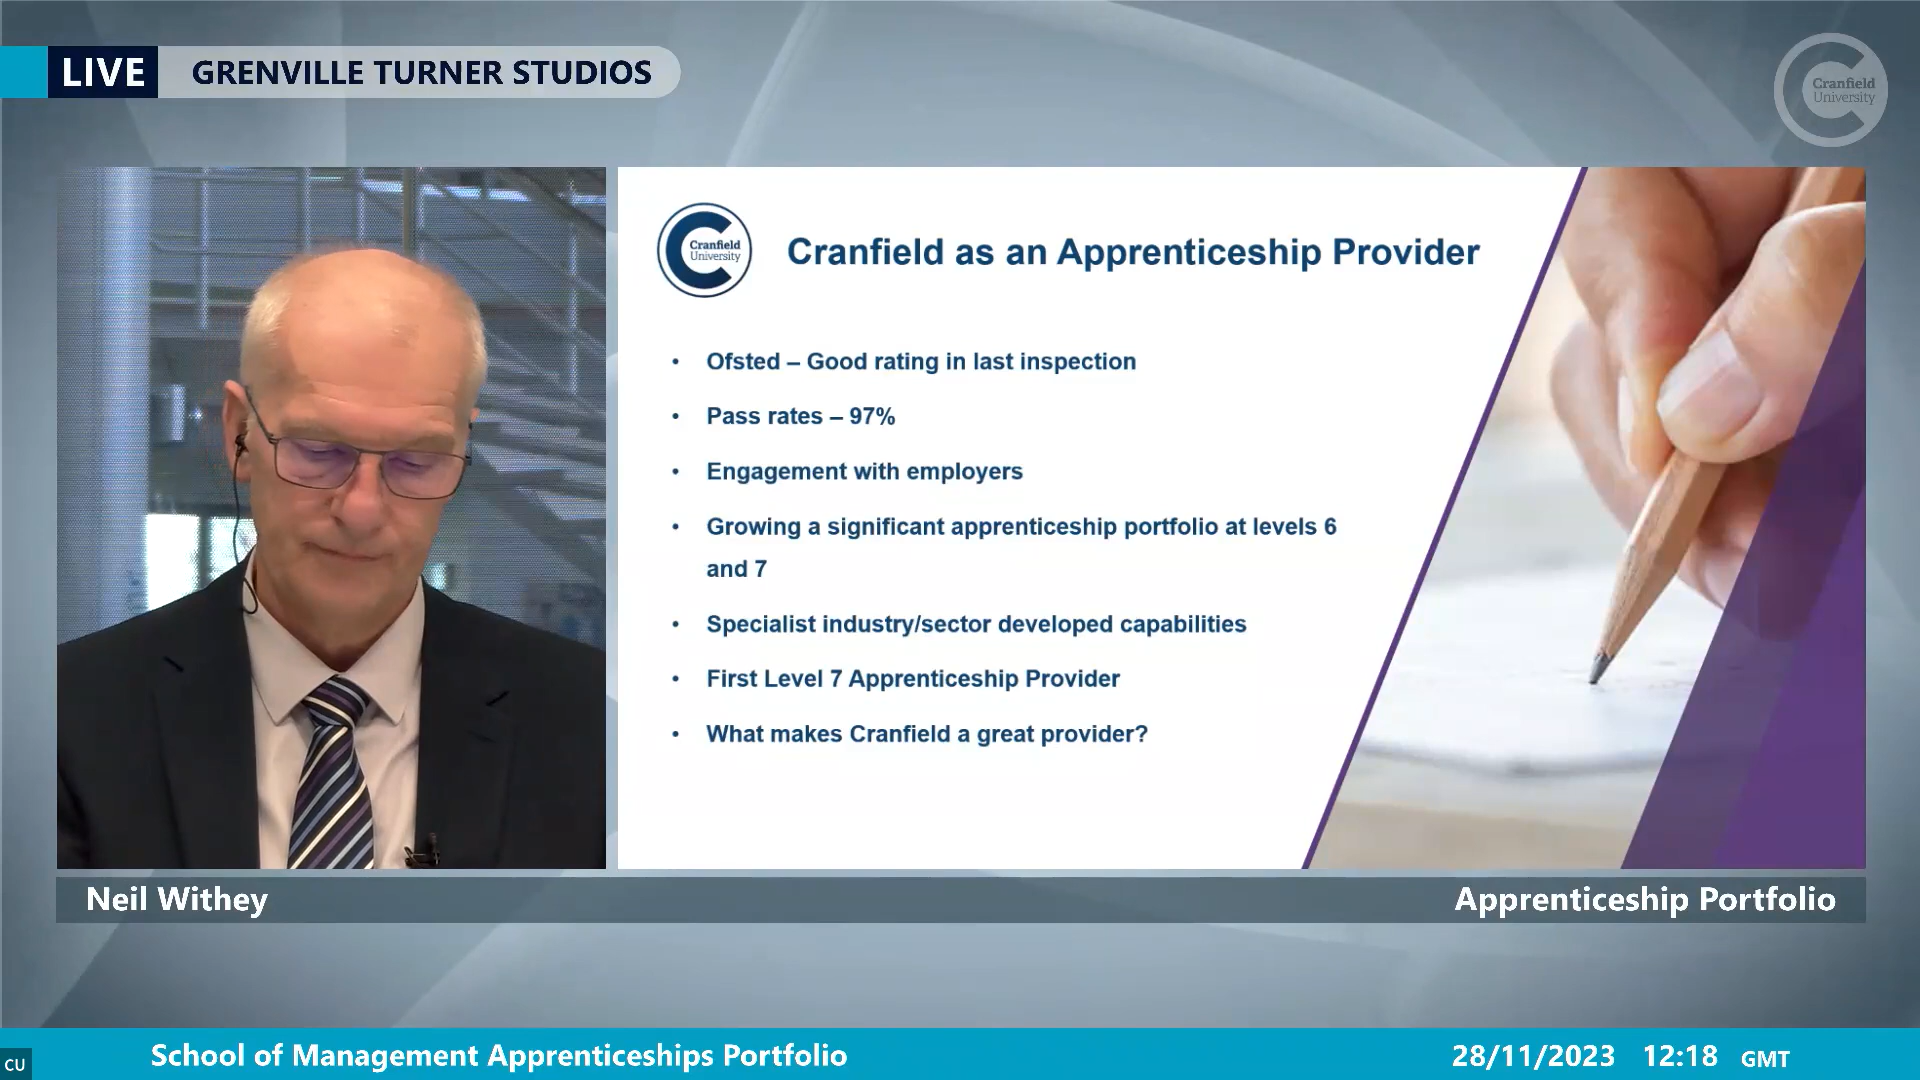 LIVE GRENVILLE TURNER STUDIOS
Cranfield
University
Cranfield
University
Cranfield as an Apprenticeship Provider
• Ofsted – Good rating in last inspection
• Pass rates – 97%
• Engagement with employers
• Growing a significant apprenticeship portfolio at levels 6
and 7
• Specialist industry/sector developed capabilities
• First Level 7 Apprenticeship Provider
• What makes Cranfield a great provider?
Neil Withey
Apprenticeship Portfolio
CU
School of Management Apprenticeships Portfolio
28/11/2023 12:18 GMT